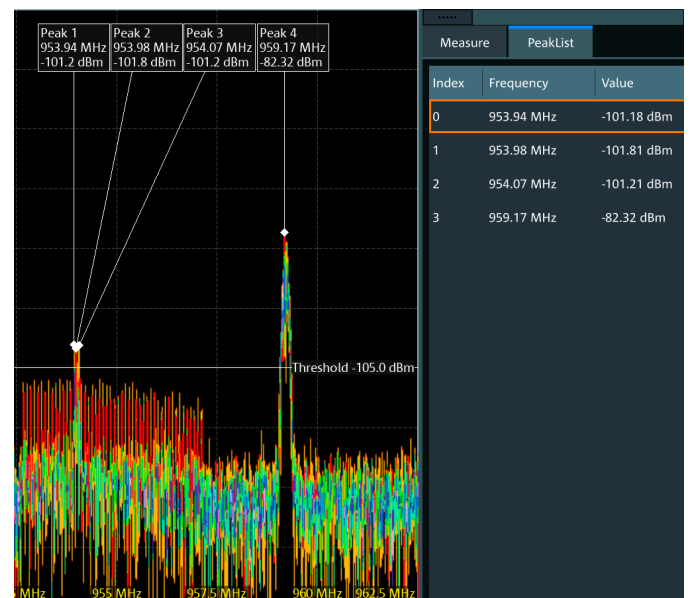 Peak 1
953.94 MHz
-101.2 dBm
Peak 2
953.98 MHz
-101.8 dBm
Peak 3
954.07 MHz
-101.2 dBm
Peak 4
959.17 MHz
-82.32 dBm
Threshold -105.0 dBm
MHz
955 MHz
957.5 MHz
960 MHz
962.5 MHz
Measure
PeakList
Index Frequency Value
0 953.94 MHz -101.18 dBm
1 953.98 MHz -101.81 dBm
2 954.07 MHz -101.21 dBm
3 959.17 MHz -82.32 dBm